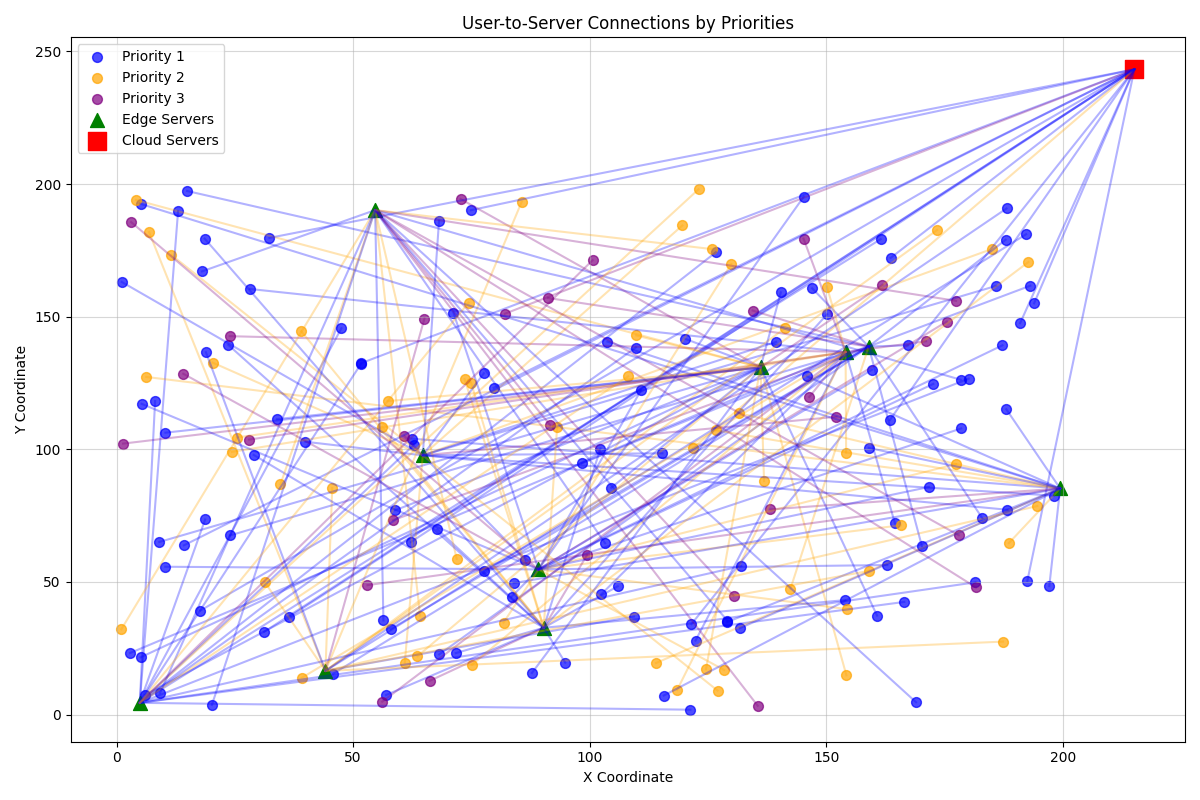 User-to-Server Connections by Priorities
Priority 1
Priority 2
Priority 3
Edge Servers
Cloud Servers
250
200
150
100
50
0
Y Coordinate
0
50
100
150
200
X Coordinate